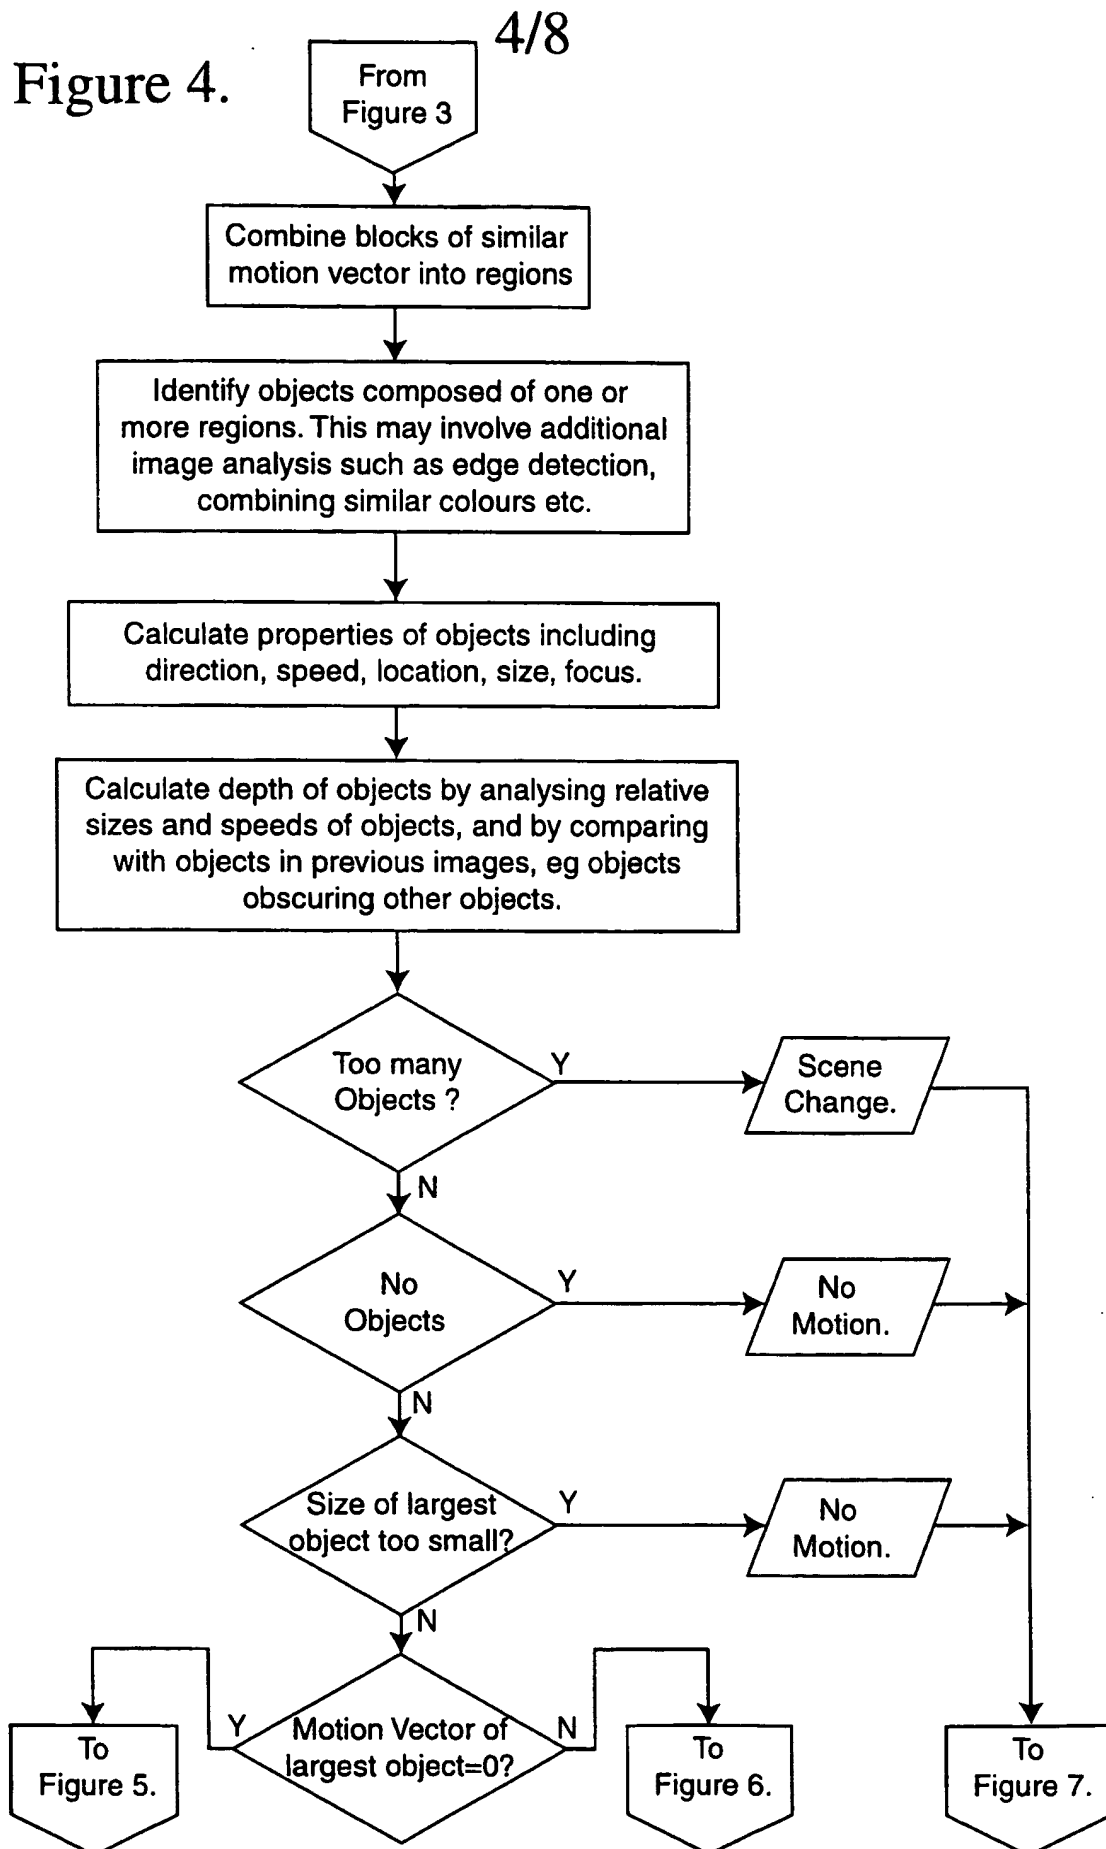 4/8
Figure 4.
From
Figure 3
Combine blocks of similar
motion vector into regions
Identify objects composed of one or
more regions. This may involve additional
image analysis such as edge detection,
combining similar colours etc.
Calculate properties of objects including
direction, speed, location, size, focus.
Calculate depth of objects by analysing relative
sizes and speeds of objects, and by comparing
with objects in previous images, eg objects
obscuring other objects.
Too many
Objects ?
Y
Scene
Change.
N
No
Objects
Y
No
Motion.
N
Size of largest
object too small?
Y
No
Motion.
N
Motion Vector of
largest object=0?
Y
N
To
Figure 5.
To
Figure 6.
To
Figure 7.